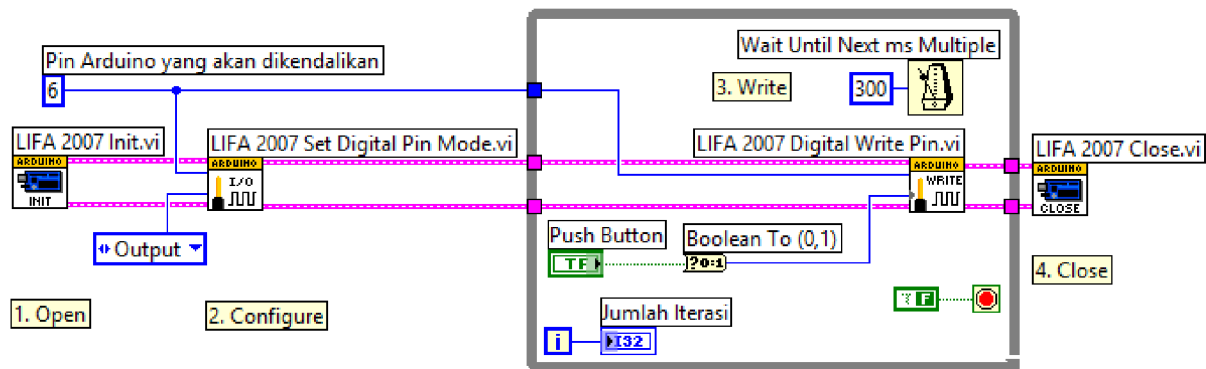 Pin Arduino yang akan dikendalikan
6
LIFA 2007 Init.vi
ARDUINO
INIT
LIFA 2007 Set Digital Pin Mode.vi
ARDUINO
I/O
Output
1. Open
2. Configure
Wait Until Next ms Multiple
3. Write
300
LIFA 2007 Digital Write Pin.vi
ARDUINO
WRITE
Push Button
TF
Boolean To (0,1)
?0:1
Jumlah Iterasi
i
I32
T F
LIFA 2007 Close.vi
ARDUINO
CLOSE
4. Close